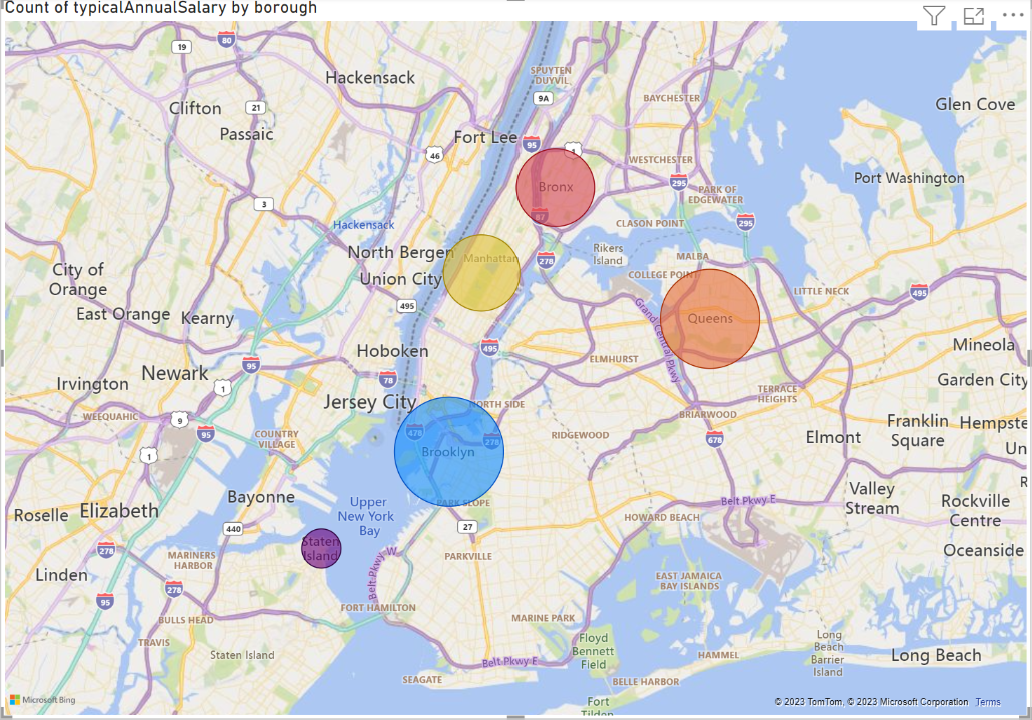 Count of typicalAnnualSalary by borough
80
19
SPUYTEN
DUYVIL
Hackensack
9A
BAYCHESTER
Glen Cove
Clifton
21
Passaic
Fort Lee
95
1
46
WESTCHESTER
295
Port Washington
Bronx
PARK OF
EDGEWATER
3
87
295
Hackensack
CLASON POINT
North Bergen
Manhattan
278
Rikers
Island
MALBA
City of
Orange
Union City
COLLEGE POINT
LITTLE NECK
495
495
East Orange
Kearny
Grand Central Pkwy
Queens
Hoboken
495
Mineola
Newark
95
ELMHURST
Irvington
1
78
Garden City
Jersey City
NORTH SIDE
TERRACE
HEIGHTS
WEEQUAHIC
9
95
BRIARWOOD
Franklin
Square
Hempste
478
278
COUNTRY
VILLAGE
RIDGEWOOD
678
Elmont
Un
1
Brooklyn
R
Bayonne
PARK SLOPE
Belt Pkwy E
Valley
Stream
Rockville
Centre
Roselle
Elizabeth
Upper
New York
Bay
HOWARD BEACH
440
27
Staten
Island
278
MARINERS
HARBOR
Belt Pkwy W
PARKVILLE
Oceanside
Linden
278
EAST JAMAICA
BAY ISLANDS
95
FORT HAMILTON
BULLS HEAD
MARINE PARK
TRAVIS
Floyd
Bennett
Field
Long
Beach
Barrier
Island
Staten Island
Belt Pkwy E
HAMMEL
Long Beach
SEAGATE
BELLE HARBOR
Fort
Tilden
Microsoft Bing
© 2023 TomTom, © 2023 Microsoft Corporation Terms